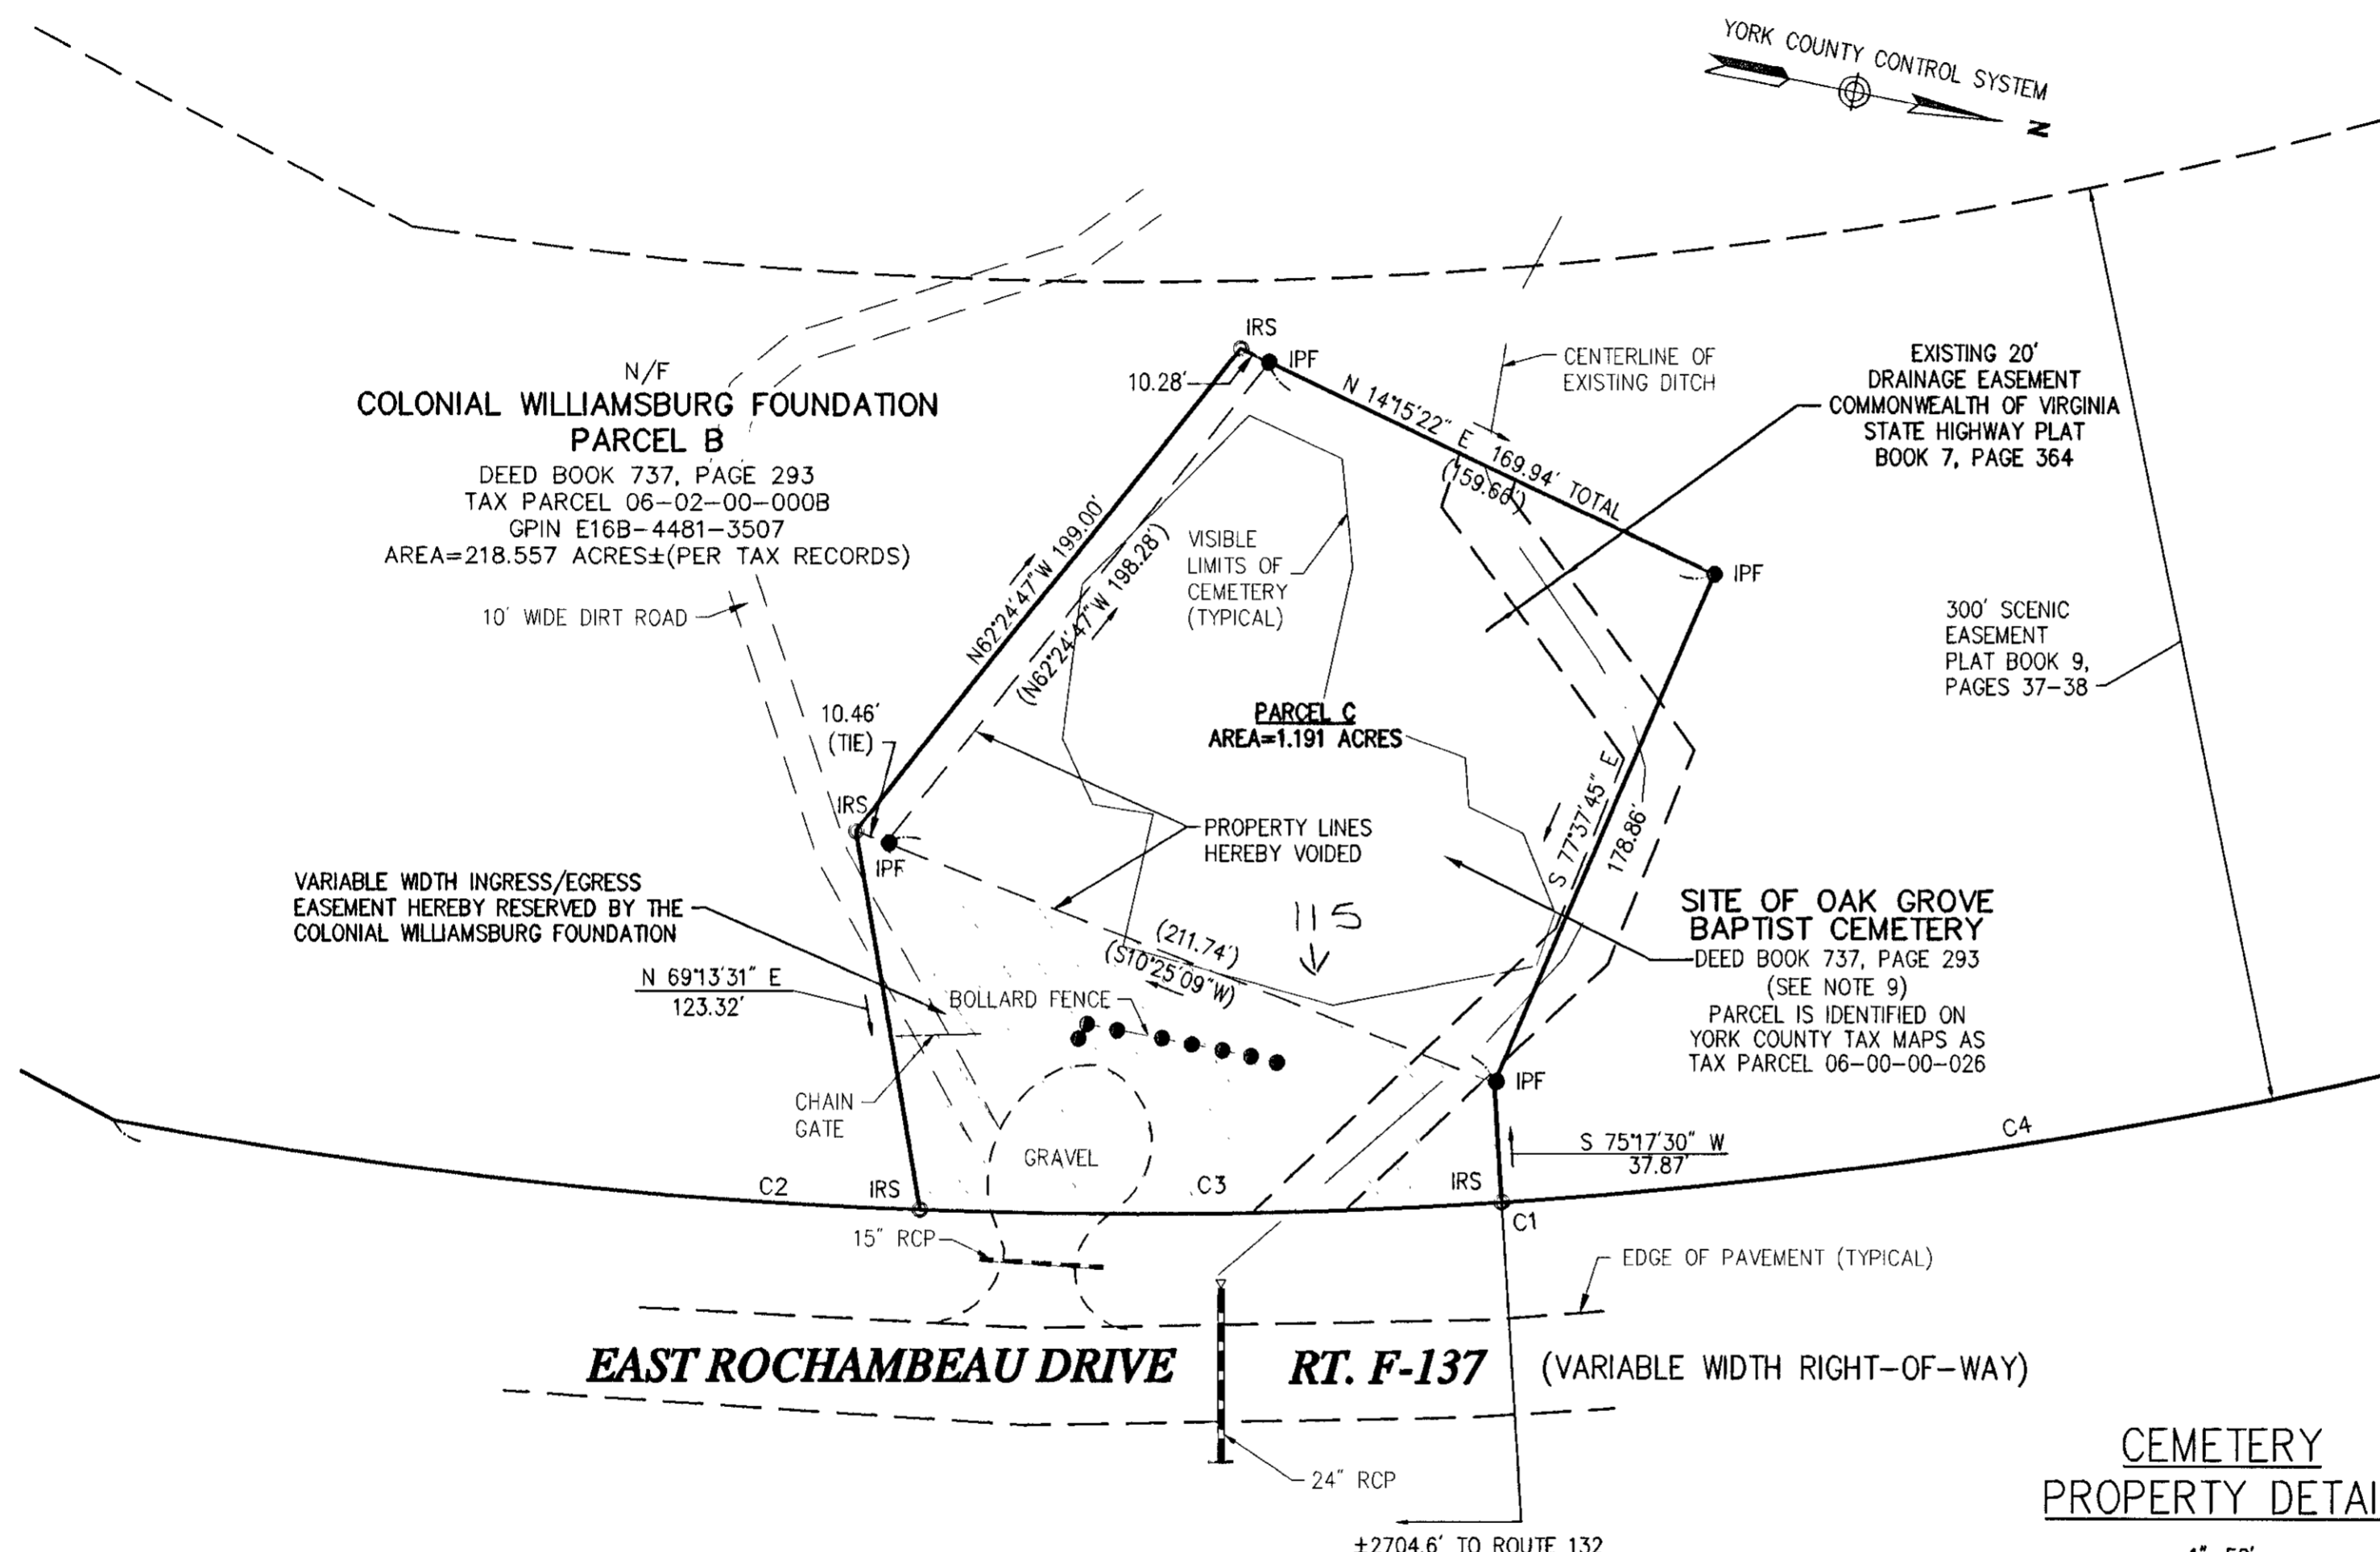 YORK COUNTY CONTROL SYSTEM
N
IRS
IPF
10.28'
N 14°15'22" E 169.94' TOTAL
(159.66')
CENTERLINE OF
EXISTING DITCH
EXISTING 20'
DRAINAGE EASEMENT
COMMONWEALTH OF VIRGINIA
STATE HIGHWAY PLAT
BOOK 7, PAGE 364
N/F
COLONIAL WILLIAMSBURG FOUNDATION
PARCEL B
DEED BOOK 737, PAGE 293
TAX PARCEL 06-02-00-000B
GPIN E16B-4481-3507
AREA=218.557 ACRES±(PER TAX RECORDS)
10' WIDE DIRT ROAD
N62°24'47"W 199.00'
(N62°24'47"W 198.28')
VISIBLE
LIMITS OF
CEMETERY
(TYPICAL)
IPF
300' SCENIC
EASEMENT
PLAT BOOK 9,
PAGES 37-38
10.46'
(TIE)
PARCEL C
AREA=1.191 ACRES
IRS
IPF
PROPERTY LINES
HEREBY VOIDED
S 77°37'45" E
178.86'
VARIABLE WIDTH INGRESS/EGRESS
EASEMENT HEREBY RESERVED BY THE
COLONIAL WILLIAMSBURG FOUNDATION
115
(211.74')
(S10°25'09"W)
SITE OF OAK GROVE
BAPTIST CEMETERY
DEED BOOK 737, PAGE 293
(SEE NOTE 9)
PARCEL IS IDENTIFIED ON
YORK COUNTY TAX MAPS AS
TAX PARCEL 06-00-00-026
N 69°13'31" E
123.32'
BOLLARD FENCE
CHAIN
GATE
GRAVEL
IPF
S 75°17'30" W
37.87'
C4
C2
IRS
C3
IRS
C1
15" RCP
EDGE OF PAVEMENT (TYPICAL)
EAST ROCHAMBEAU DRIVE RT. F-137 (VARIABLE WIDTH RIGHT-OF-WAY)
24" RCP
±2704.6' TO ROUTE 132
CEMETERY
PROPERTY DETAI